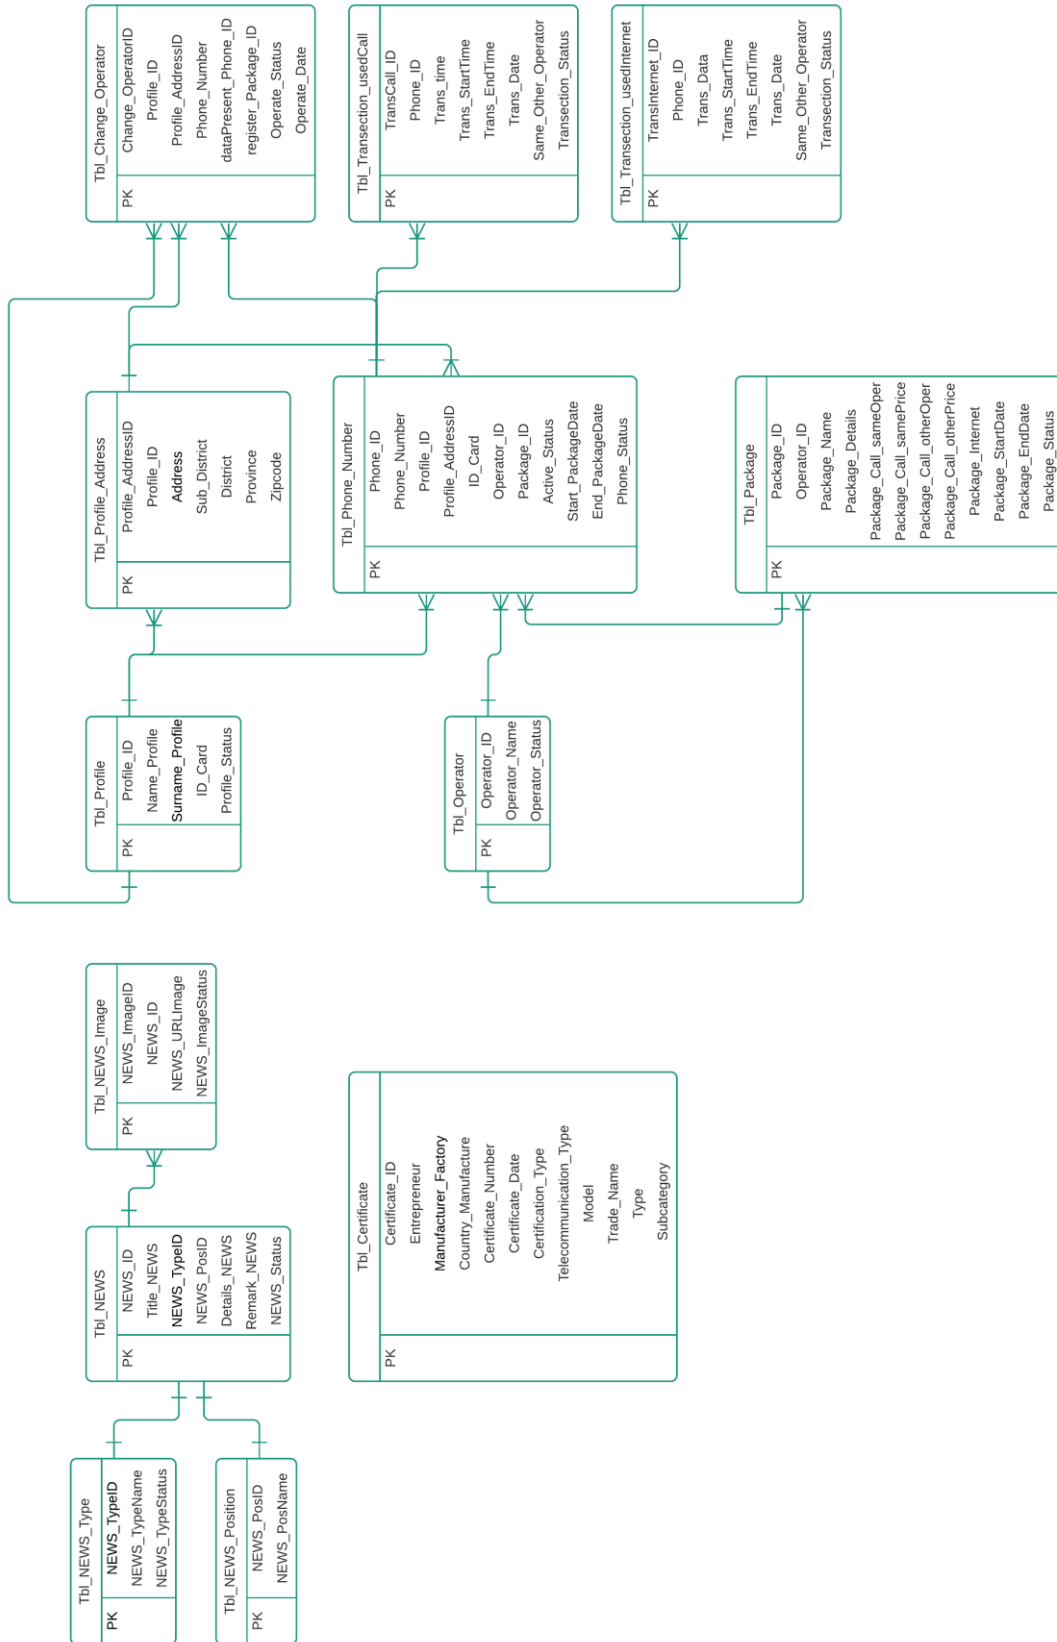 Tbl_NEWS_Type
PK NEWS_TypeID
NEWS_TypeName
NEWS_TypeStatus
Tbl_NEWS_Position
PK NEWS_PosID
NEWS_PosName
Tbl_NEWS
PK NEWS_ID
Title_NEWS
NEWS_TypeID
NEWS_PosID
Details_NEWS
Remark_NEWS
NEWS_Status
Tbl_NEWS_Image
PK NEWS_ImageID
NEWS_ID
NEWS_URLImage
NEWS_ImageStatus
Tbl_Certificate
PK Certificate_ID
Entrepreneur
Manufacturer_Factory
Country_Manufacture
Certificate_Number
Certificate_Date
Certification_Type
Telecommunication_Type
Model
Trade_Name
Type
Subcategory
Tbl_Profile
PK Profile_ID
Name_Profile
Surname_Profile
ID_Card
Profile_Status
Tbl_Operator
PK Operator_ID
Operator_Name
Operator_Status
Tbl_Profile_Address
PK Profile_AddressID
Profile_ID
Address
Sub_District
District
Province
Zipcode
Tbl_Phone_Number
PK Phone_ID
Phone_Number
Profile_ID
Profile_AddressID
ID_Card
Operator_ID
Package_ID
Active_Status
Start_PackageDate
End_PackageDate
Phone_Status
Tbl_Package
PK Package_ID
Operator_ID
Package_Name
Package_Details
Package_Call_sameOper
Package_Call_samePrice
Package_Call_otherOper
Package_Call_otherPrice
Package_Internet
Package_StartDate
Package_EndDate
Package_Status
Tbl_Change_Operator
PK Change_OperatorID
Profile_ID
Profile_AddressID
Phone_Number
dataPresent_Phone_ID
register_Package_ID
Operate_Status
Operate_Date
Tbl_Transection_usedCall
PK TransCall_ID
Phone_ID
Trans_time
Trans_StartTime
Trans_EndTime
Trans_Date
Same_Other_Operator
Transection_Status
Tbl_Transection_usedInternet
PK TransInternet_ID
Phone_ID
Trans_Data
Trans_StartTime
Trans_EndTime
Trans_Date
Same_Other_Operator
Transection_Status